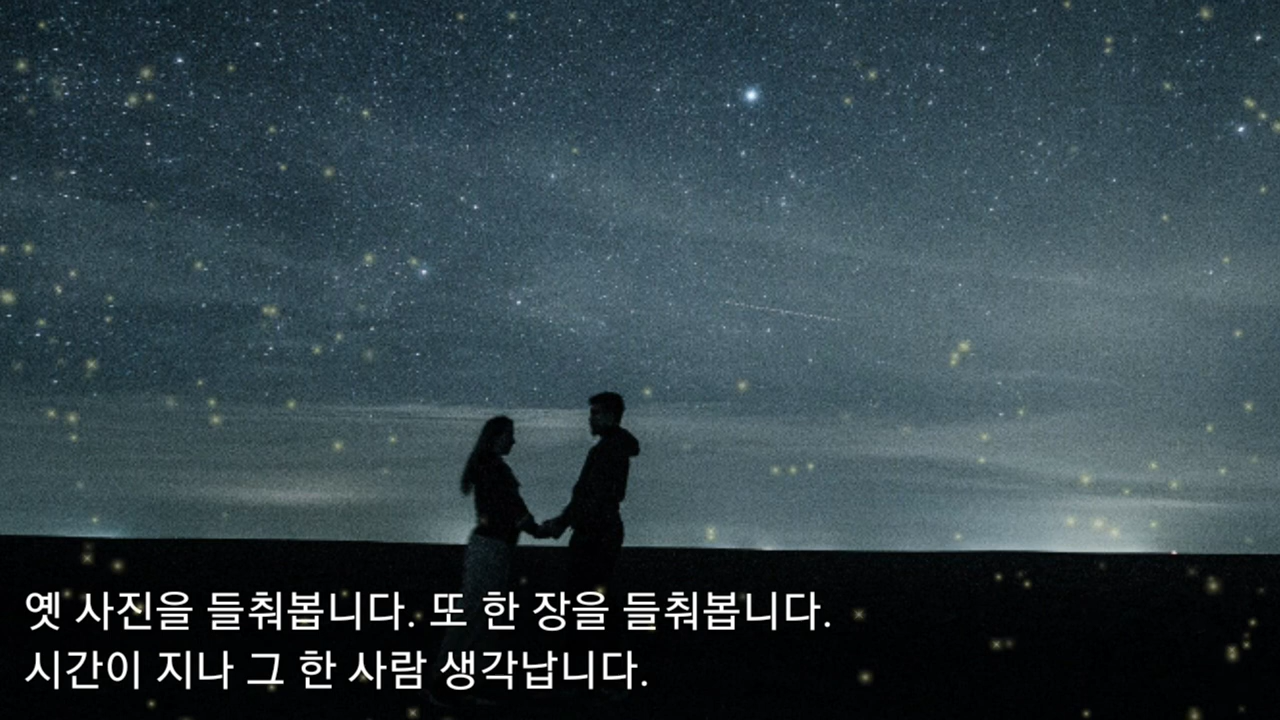 옛 사진을 들춰봅니다. 또 한 장을 들춰봅니다.
시간이 지나 그 한 사람 생각납니다.